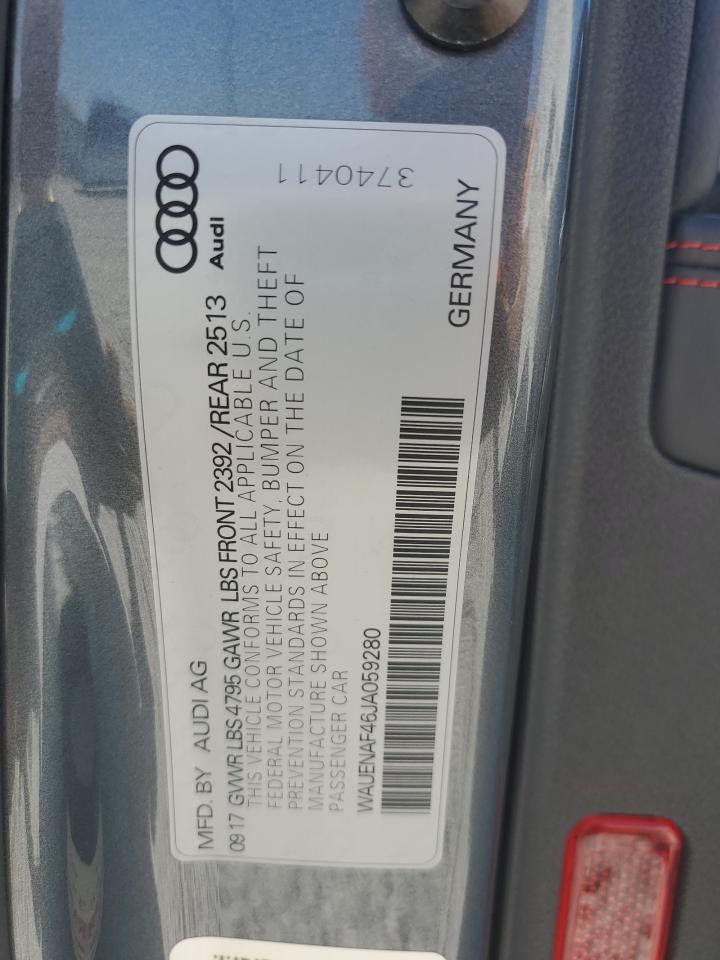 MFD. BY AUDI AG
Audi
09 17 GVWR LBS 4795 GAWR LBS FRONT 2392 / REAR 2513
THIS VEHICLE CONFORMS TO ALL APPLICABLE U.S.
FEDERAL MOTOR VEHICLE SAFETY, BUMPER AND THEFT
PREVENTION STANDARDS IN EFFECT ON THE DATE OF
MANUFACTURE SHOWN ABOVE
PASSENGER CAR
WAUENAF46JA059280
GERMANY
3740411